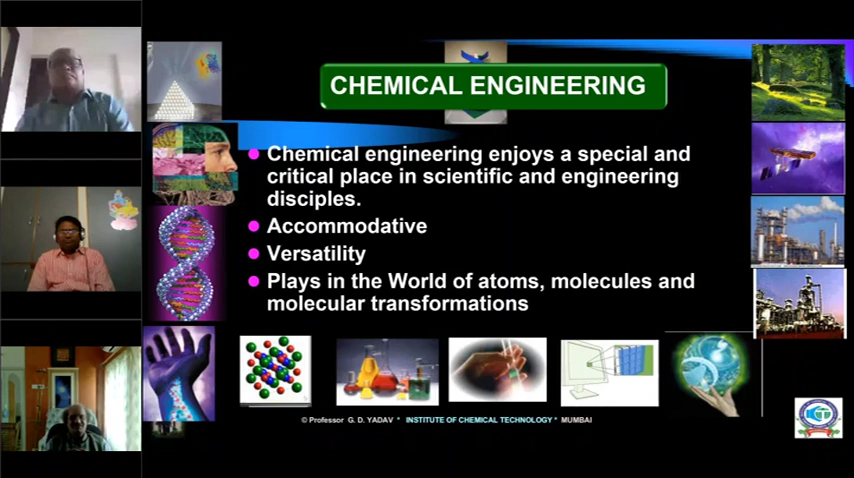 CHEMICAL ENGINEERING
Chemical engineering enjoys a special and
critical place in scientific and engineering
disciples.
Accommodative
Versatility
Plays in the World of atoms, molecules and
molecular transformations
© Professor G. D. YADAV * INSTITUTE OF CHEMICAL TECHNOLOGY * MUMBAI